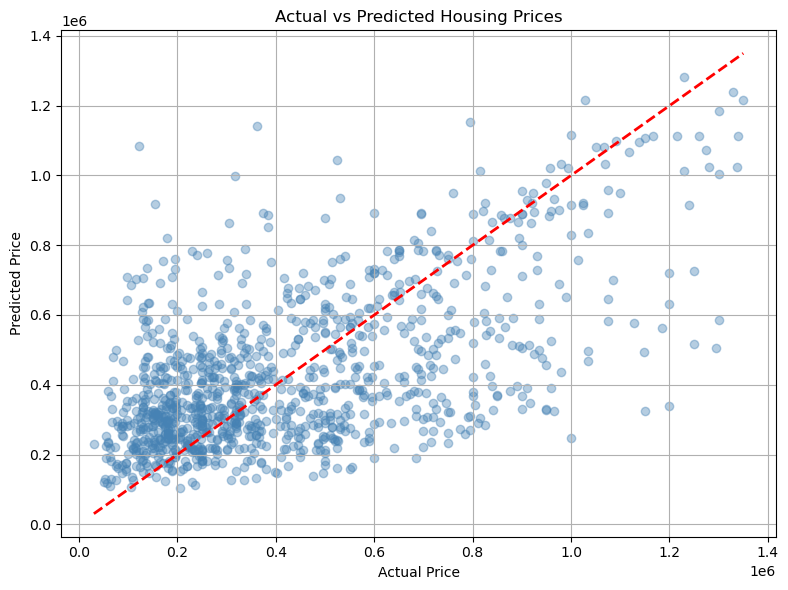 Actual vs Predicted Housing Prices
1e6
1.4
1.2
1.0
0.8
0.6
0.4
0.2
0.0
Predicted Price
0.0 0.2 0.4 0.6 0.8 1.0 1.2 1.4
1e6
Actual Price